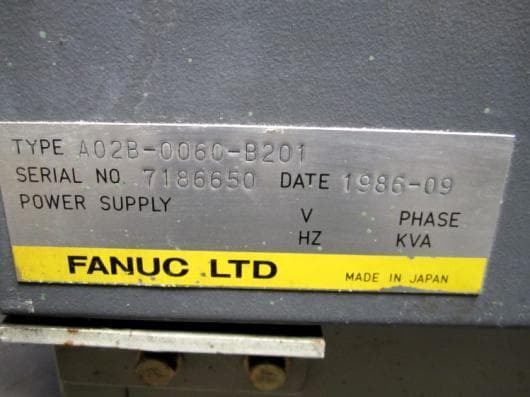 TYPE A02B-0060-B201
SERIAL NO. 7186650 DATE 1986-09
POWER SUPPLY V PHASE
HZ KVA
FANUC LTD MADE IN JAPAN